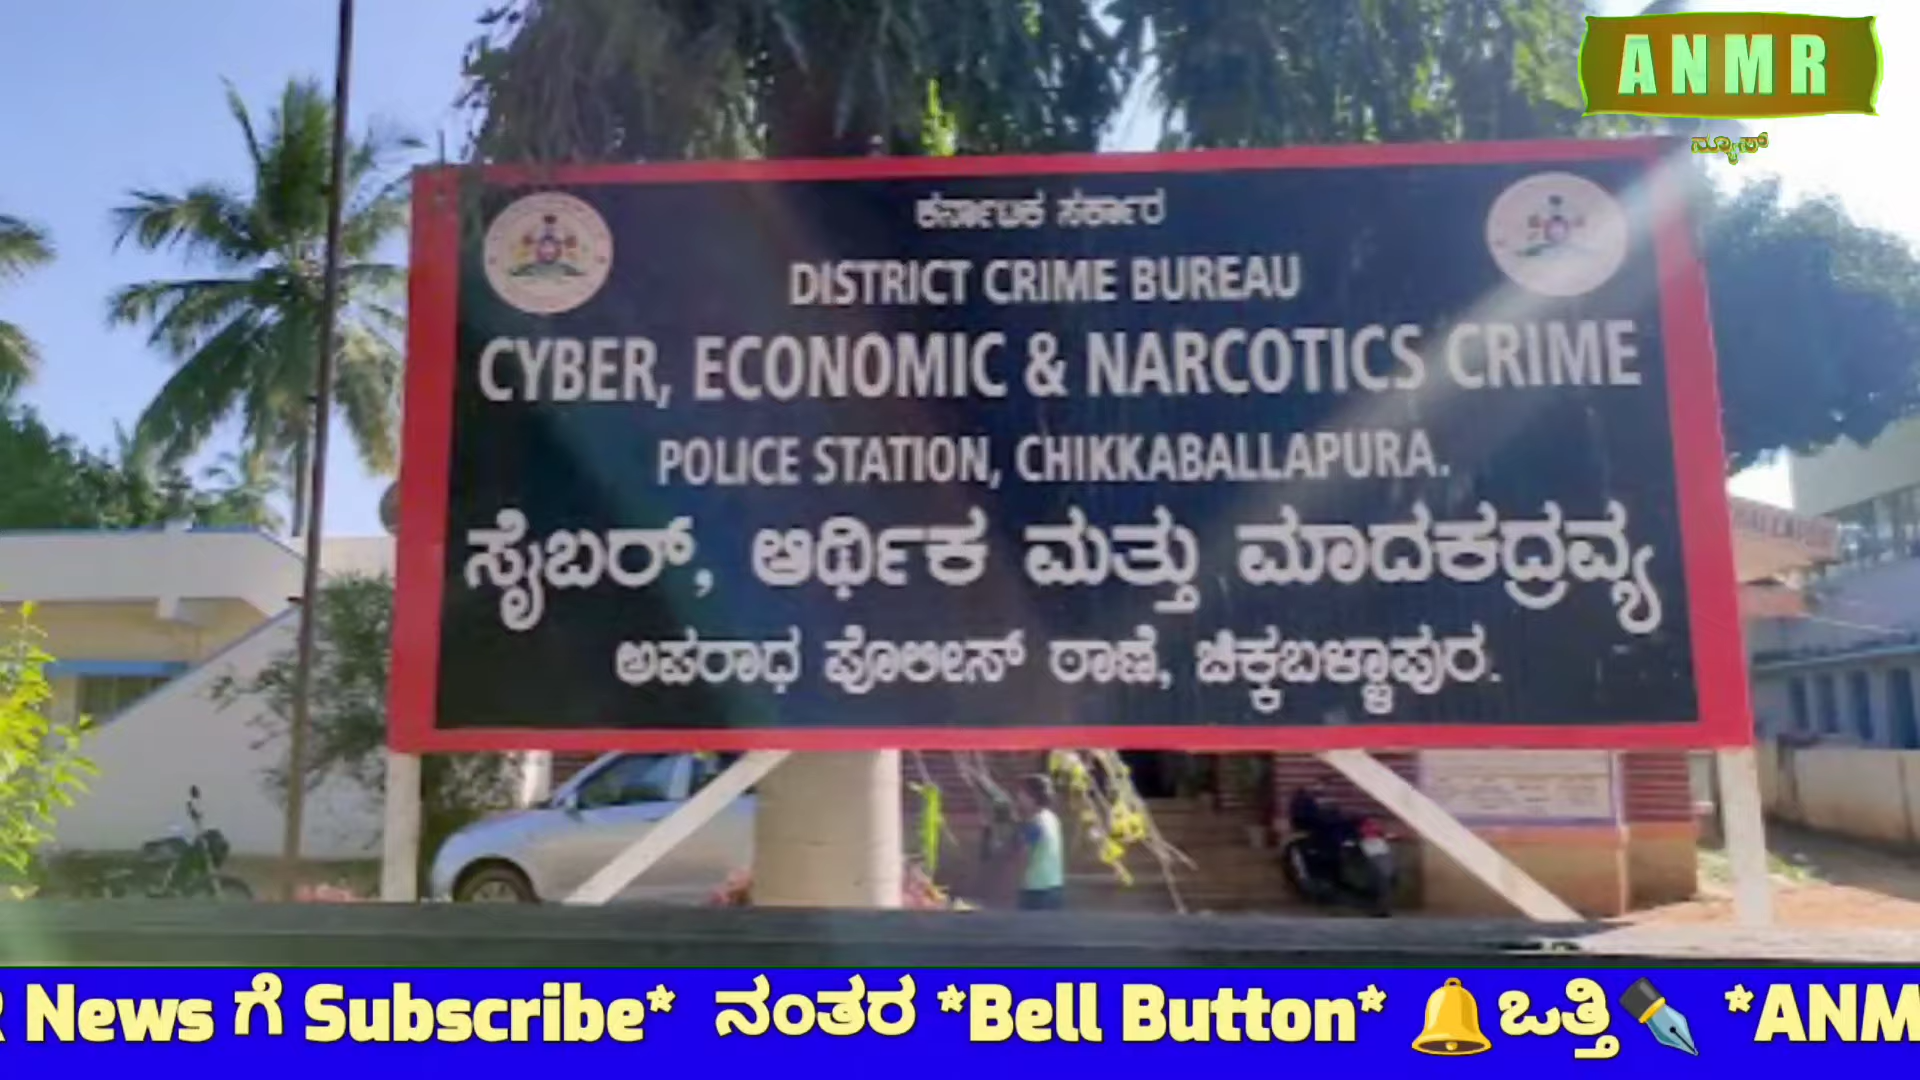 ANMR
ನ್ಯೂಸ್
ಕರ್ನಾಟಕ ಸರ್ಕಾರ
DISTRICT CRIME BUREAU
CYBER, ECONOMIC & NARCOTICS CRIME
POLICE STATION, CHIKKABALLAPURA.
ಸೈಬರ್, ಆರ್ಥಿಕ ಮತ್ತು ಮಾದಕದ್ರವ್ಯ
ಅಪರಾಧ ಪೊಲೀಸ್ ಠಾಣೆ, ಚಿಕ್ಕಬಳ್ಳಾಪುರ.
R News ಗೆ Subscribe* ನಂತರ *Bell Button* 🔔ಒತ್ತಿ✒️ *ANM